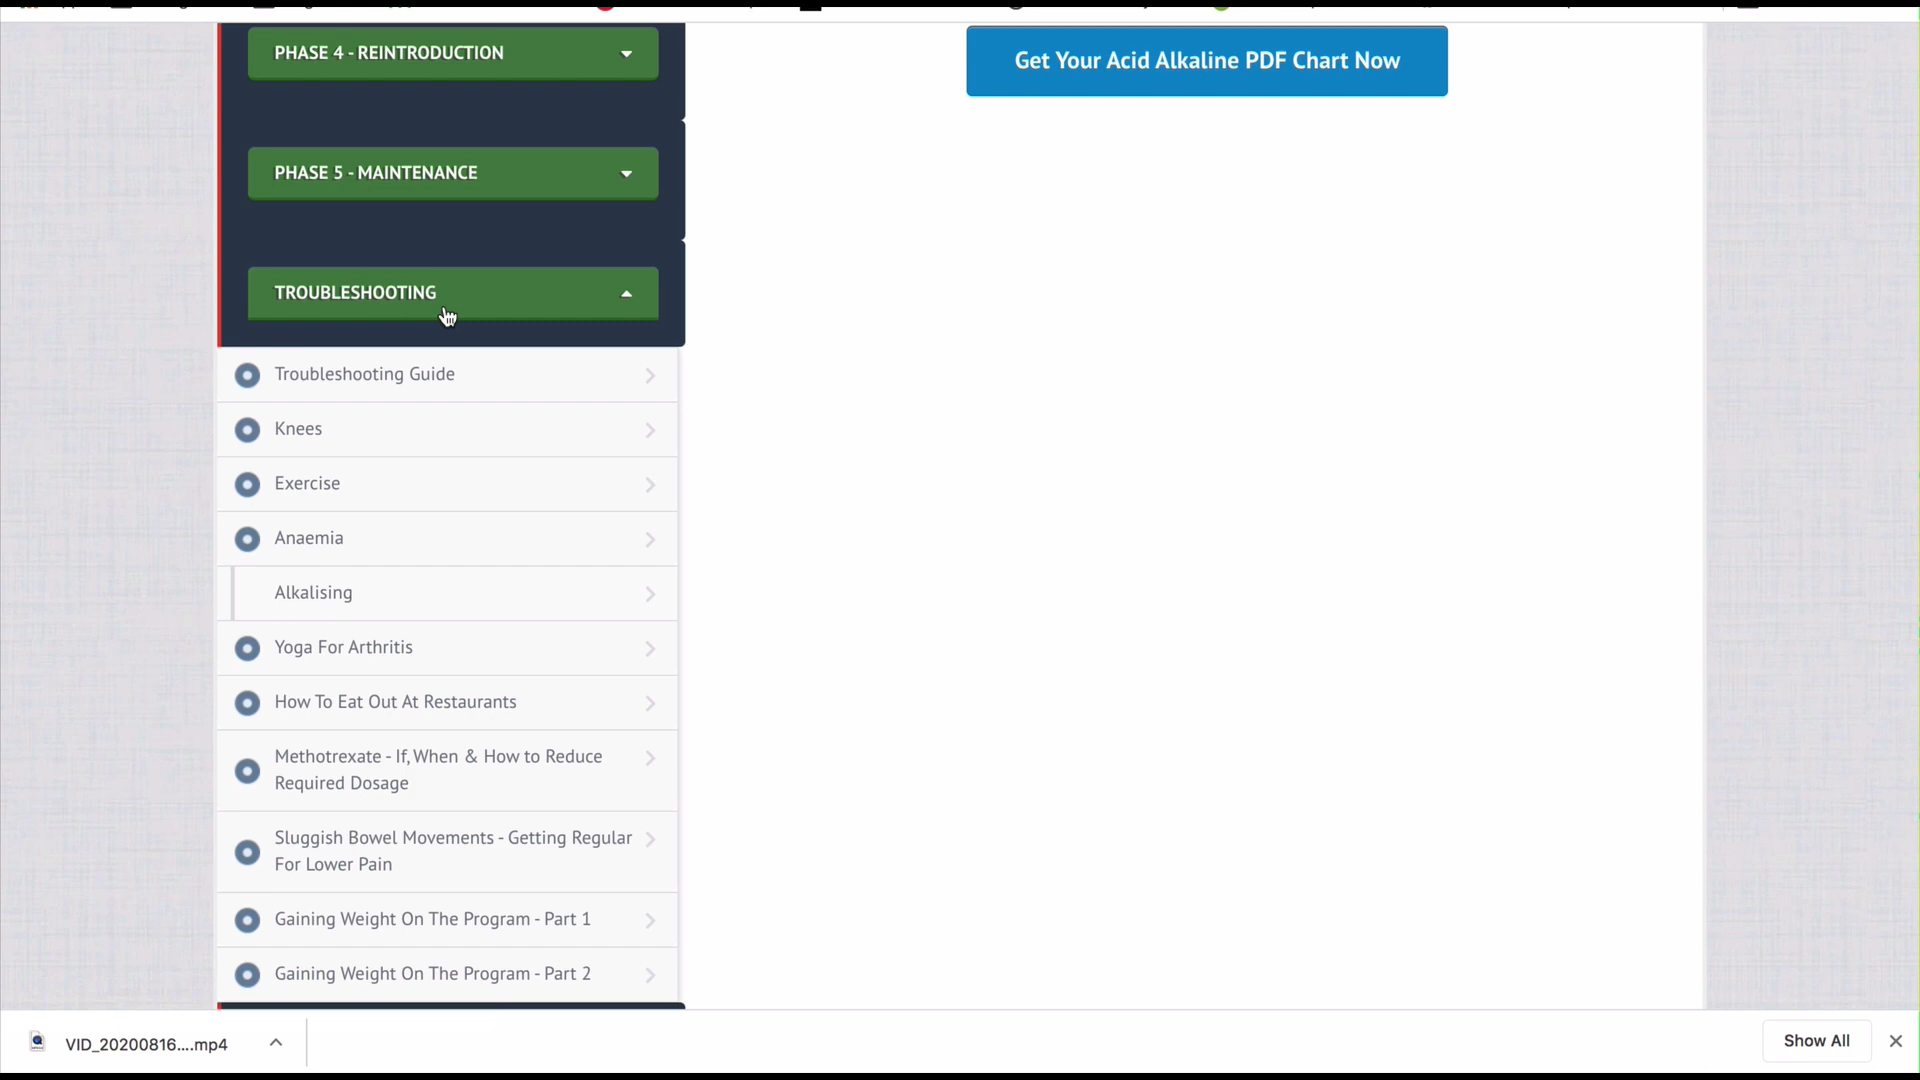 PHASE 4 - REINTRODUCTION
Get Your Acid Alkaline PDF Chart Now
PHASE 5 - MAINTENANCE
TROUBLESHOOTING
Troubleshooting Guide
Knees
Exercise
Anaemia
Alkalising
Yoga For Arthritis
How To Eat Out At Restaurants
Methotrexate - If, When & How to Reduce
Required Dosage
Sluggish Bowel Movements - Getting Regular
For Lower Pain
Gaining Weight On The Program - Part 1
Gaining Weight On The Program - Part 2
VID_20200816....mp4
Show All